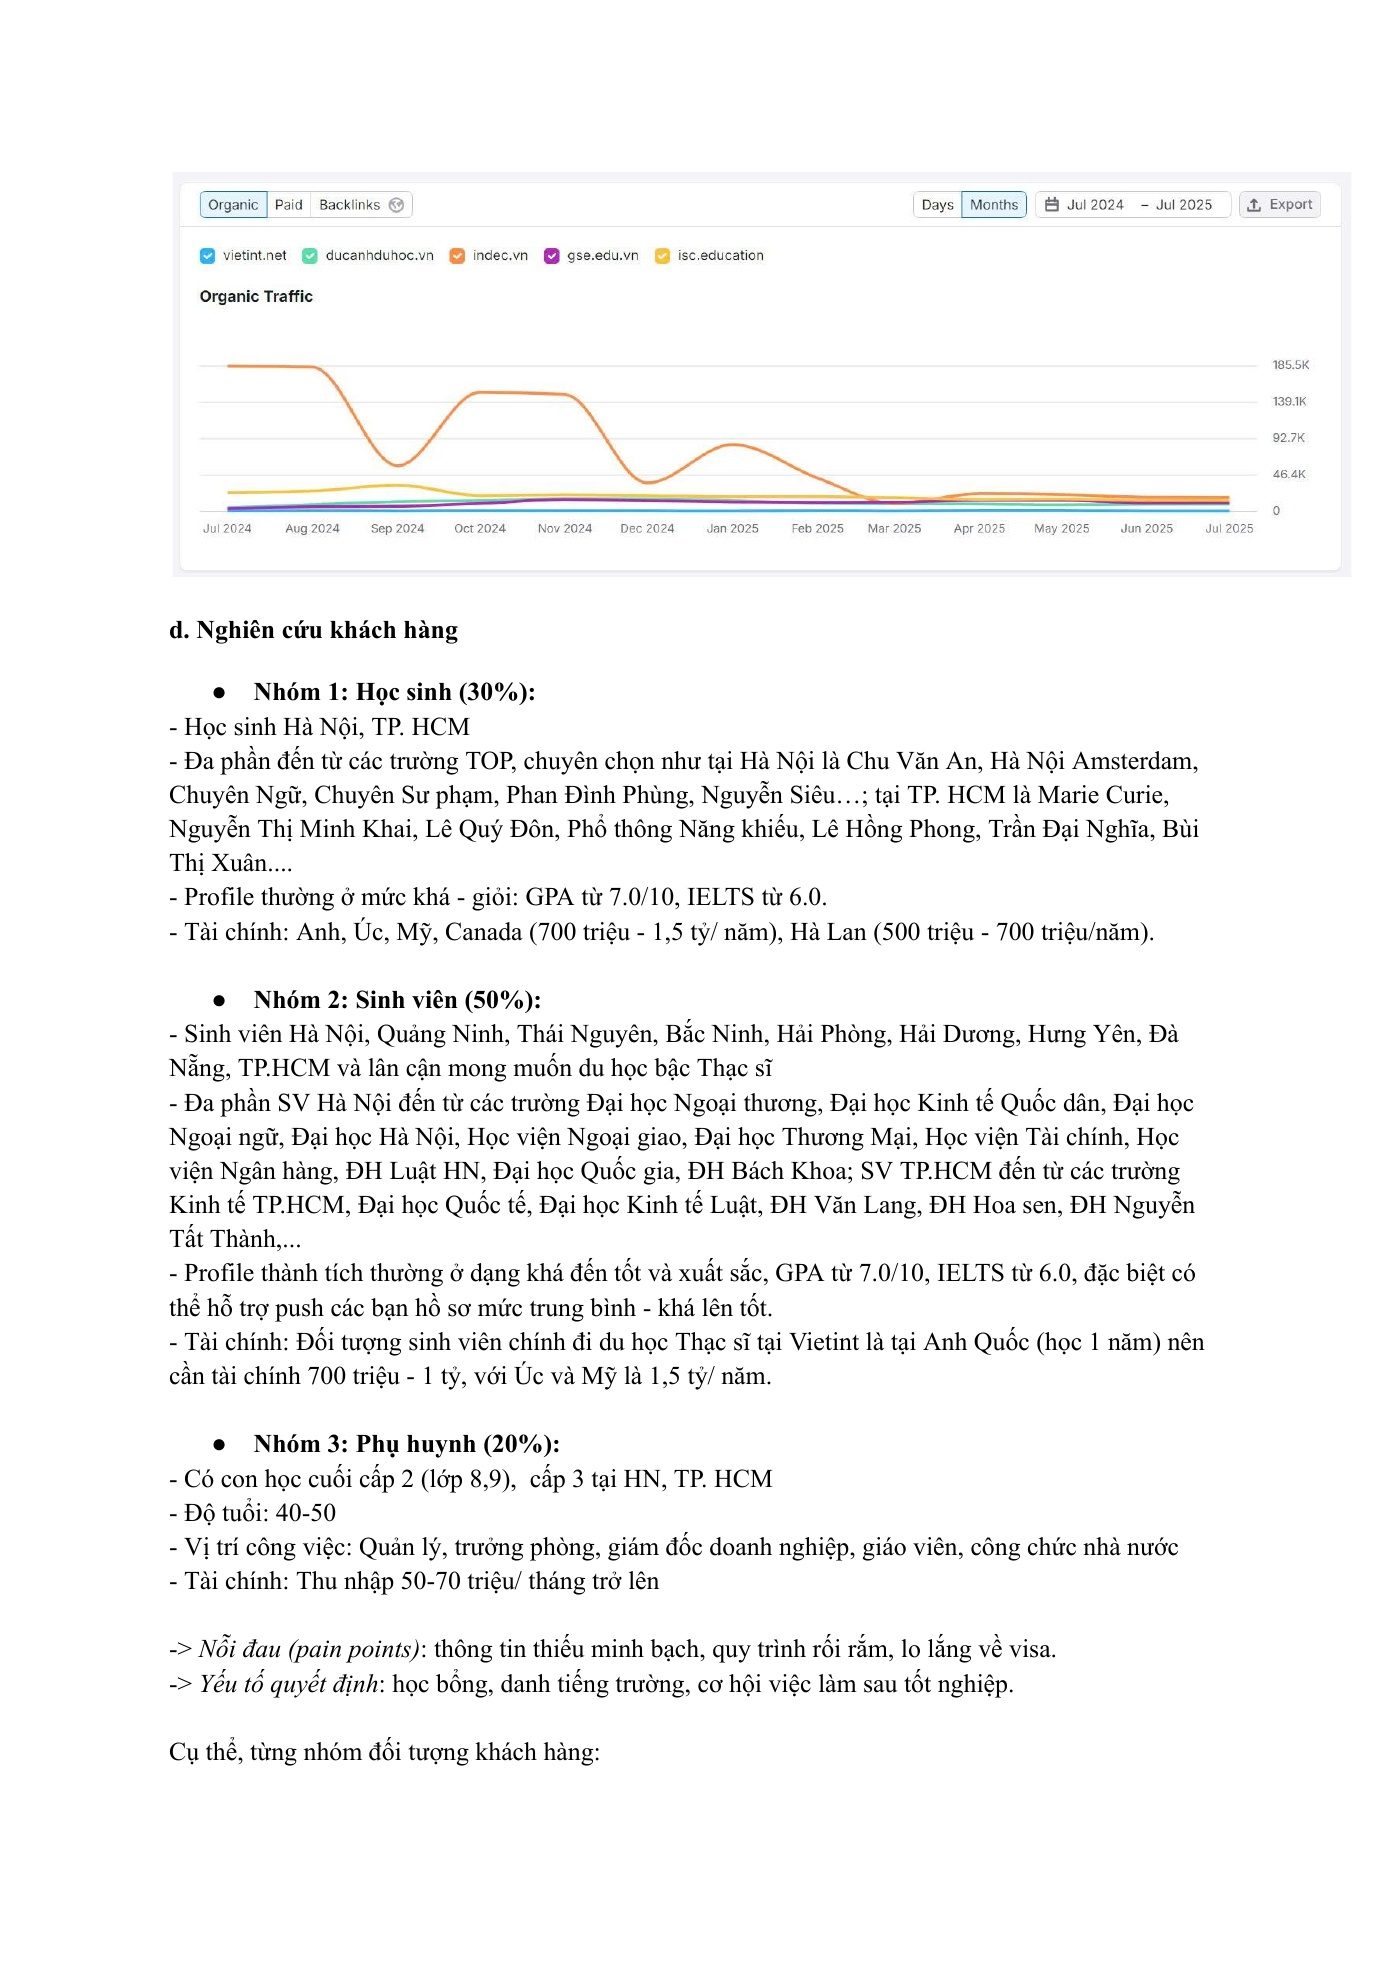 Organic Paid Backlinks Days Months Jul 2024 – Jul 2025 Export
vietint.net ducanhduhoc.vn indec.vn gse.edu.vn isc.education
Organic Traffic
185.5K
139.1K
92.7K
46.4K
0
Jul 2024 Aug 2024 Sep 2024 Oct 2024 Nov 2024 Dec 2024 Jan 2025 Feb 2025 Mar 2025 Apr 2025 May 2025 Jun 2025 Jul 2025
d. Nghiên cứu khách hàng
● Nhóm 1: Học sinh (30%):
- Học sinh Hà Nội, TP. HCM
- Đa phần đến từ các trường TOP, chuyên chọn như tại Hà Nội là Chu Văn An, Hà Nội Amsterdam,
Chuyên Ngữ, Chuyên Sư phạm, Phan Đình Phùng, Nguyễn Siêu…; tại TP. HCM là Marie Curie,
Nguyễn Thị Minh Khai, Lê Quý Đôn, Phổ thông Năng khiếu, Lê Hồng Phong, Trần Đại Nghĩa, Bùi
Thị Xuân....
- Profile thường ở mức khá - giỏi: GPA từ 7.0/10, IELTS từ 6.0.
- Tài chính: Anh, Úc, Mỹ, Canada (700 triệu - 1,5 tỷ/ năm), Hà Lan (500 triệu - 700 triệu/năm).
● Nhóm 2: Sinh viên (50%):
- Sinh viên Hà Nội, Quảng Ninh, Thái Nguyên, Bắc Ninh, Hải Phòng, Hải Dương, Hưng Yên, Đà
Nẵng, TP.HCM và lân cận mong muốn du học bậc Thạc sĩ
- Đa phần SV Hà Nội đến từ các trường Đại học Ngoại thương, Đại học Kinh tế Quốc dân, Đại học
Ngoại ngữ, Đại học Hà Nội, Học viện Ngoại giao, Đại học Thương Mại, Học viện Tài chính, Học
viện Ngân hàng, ĐH Luật HN, Đại học Quốc gia, ĐH Bách Khoa; SV TP.HCM đến từ các trường
Kinh tế TP.HCM, Đại học Quốc tế, Đại học Kinh tế Luật, ĐH Văn Lang, ĐH Hoa sen, ĐH Nguyễn
Tất Thành,...
- Profile thành tích thường ở dạng khá đến tốt và xuất sắc, GPA từ 7.0/10, IELTS từ 6.0, đặc biệt có
thể hỗ trợ push các bạn hồ sơ mức trung bình - khá lên tốt.
- Tài chính: Đối tượng sinh viên chính đi du học Thạc sĩ tại Vietint là tại Anh Quốc (học 1 năm) nên
cần tài chính 700 triệu - 1 tỷ, với Úc và Mỹ là 1,5 tỷ/ năm.
● Nhóm 3: Phụ huynh (20%):
- Có con học cuối cấp 2 (lớp 8,9), cấp 3 tại HN, TP. HCM
- Độ tuổi: 40-50
- Vị trí công việc: Quản lý, trưởng phòng, giám đốc doanh nghiệp, giáo viên, công chức nhà nước
- Tài chính: Thu nhập 50-70 triệu/ tháng trở lên
-> Nỗi đau (pain points): thông tin thiếu minh bạch, quy trình rối rắm, lo lắng về visa.
-> Yếu tố quyết định: học bổng, danh tiếng trường, cơ hội việc làm sau tốt nghiệp.
Cụ thể, từng nhóm đối tượng khách hàng: